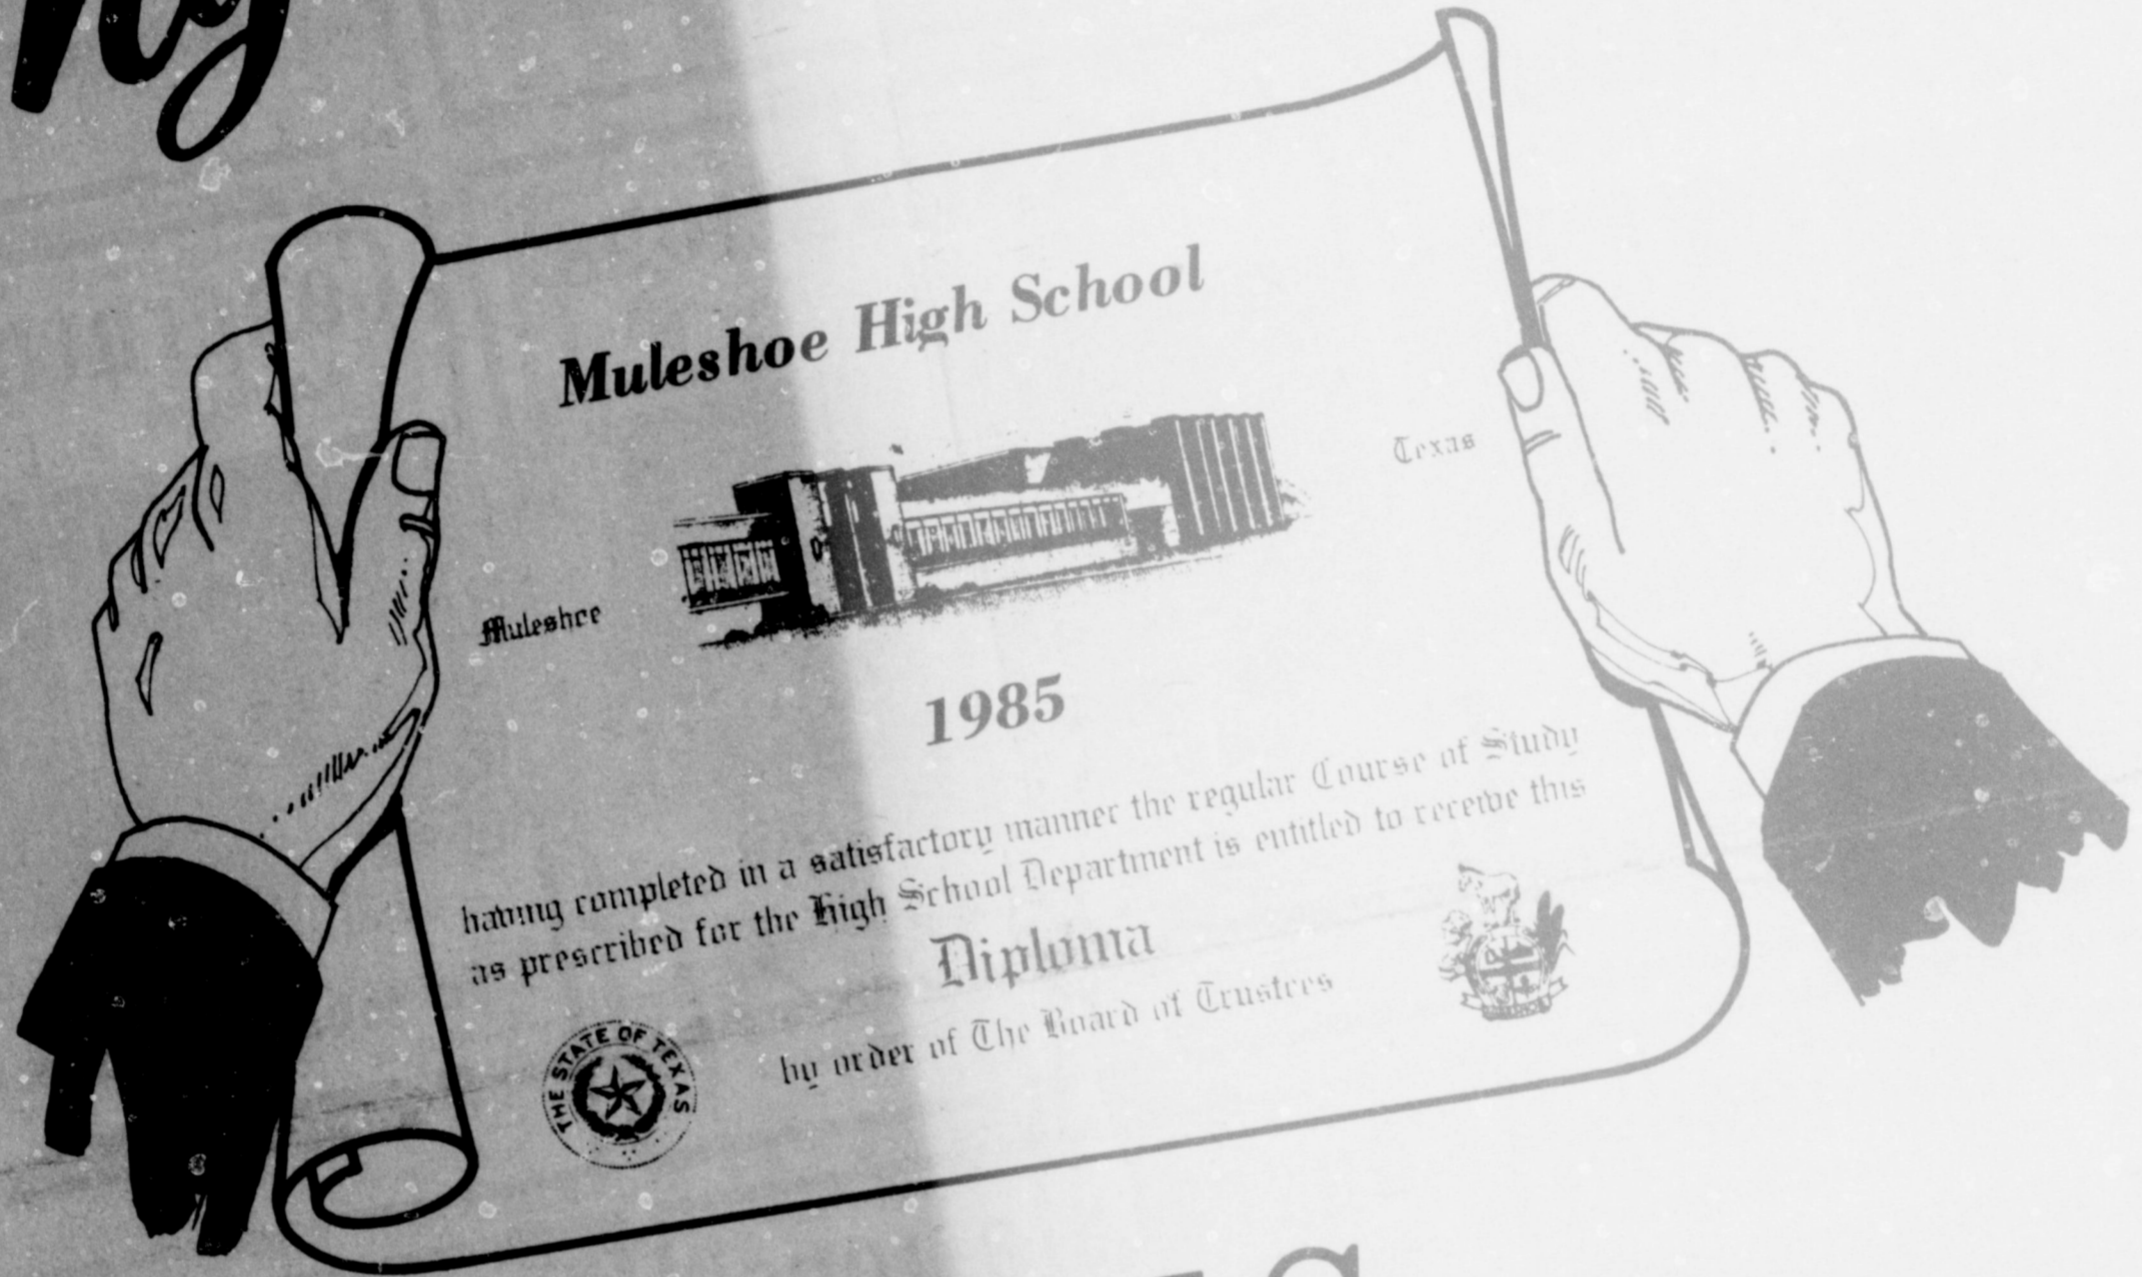 ng
Muleshoe High School
Muleshoe
Texas
1985
having completed in a satisfactory manner the regular Course of Study
as prescribed for the High School Department is entitled to receive this
Diploma
by order of The Board of Trustees
THE STATE OF TEXAS
S